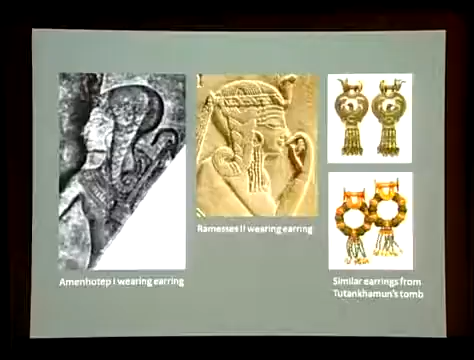 Ramesses II wearing earring
Amenhotep I wearing earring
Similar earrings from
Tutankhamun's tomb